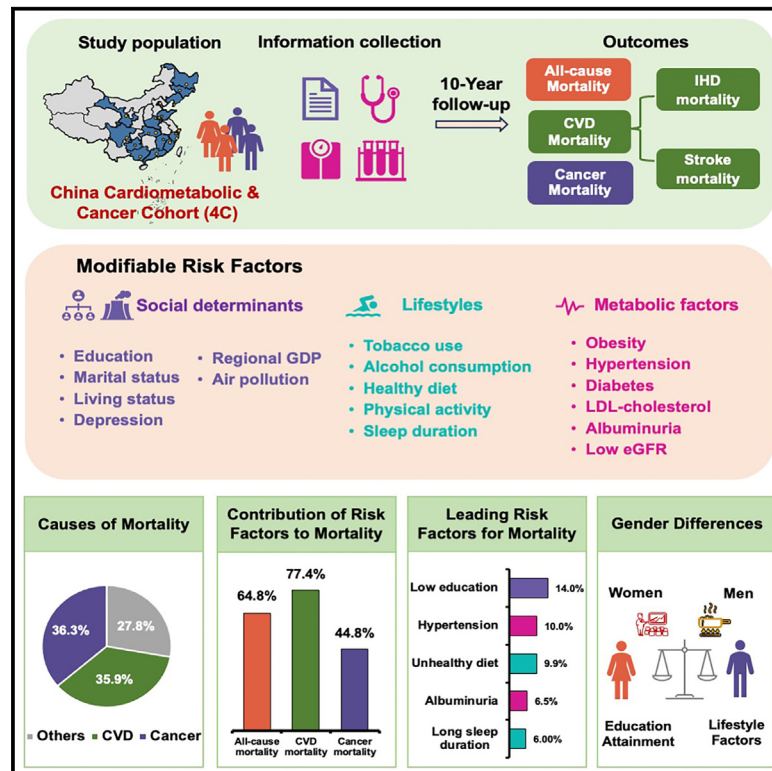 Study population
Information collection
Outcomes
10-Year
follow-up
All-cause
Mortality
CVD
Mortality
Cancer
Mortality
IHD
mortality
Stroke
mortality
China Cardiometabolic &
Cancer Cohort (4C)
Modifiable Risk Factors
Social determinants
• Education
• Marital status
• Living status
• Depression
• Regional GDP
• Air pollution
Lifestyles
• Tobacco use
• Alcohol consumption
• Healthy diet
• Physical activity
• Sleep duration
Metabolic factors
• Obesity
• Hypertension
• Diabetes
• LDL-cholesterol
• Albuminuria
• Low eGFR
Causes of Mortality
36.3%
27.8%
35.9%
Others
CVD
Cancer
Contribution of Risk
Factors to Mortality
64.8%
77.4%
44.8%
All-cause
mortality
CVD
mortality
Cancer
mortality
Leading Risk
Factors for Mortality
Low education 14.0%
Hypertension 10.0%
Unhealthy diet 9.9%
Albuminuria 6.5%
Long sleep
duration 6.00%
Gender Differences
Women
Men
Education
Attainment
Lifestyle
Factors